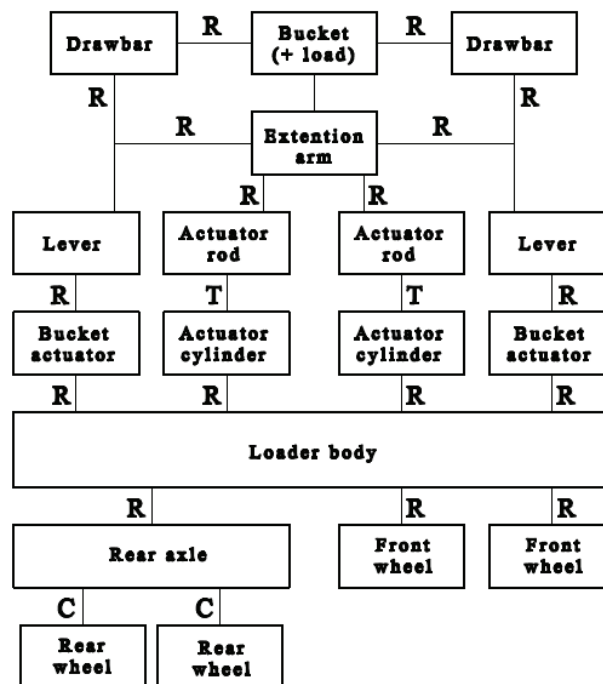 R Bucket R
Drawbar (+ load) Drawbar
R R
R Extention R
arm
R R
Lever Actuator Actuator Lever
rod rod
R T T R
Bucket Actuator Actuator Bucket
actuator cylinder cylinder actuator
R R R R
Loader body
R R R
Rear axle Front Front
wheel wheel
C C
Rear Rear
wheel wheel